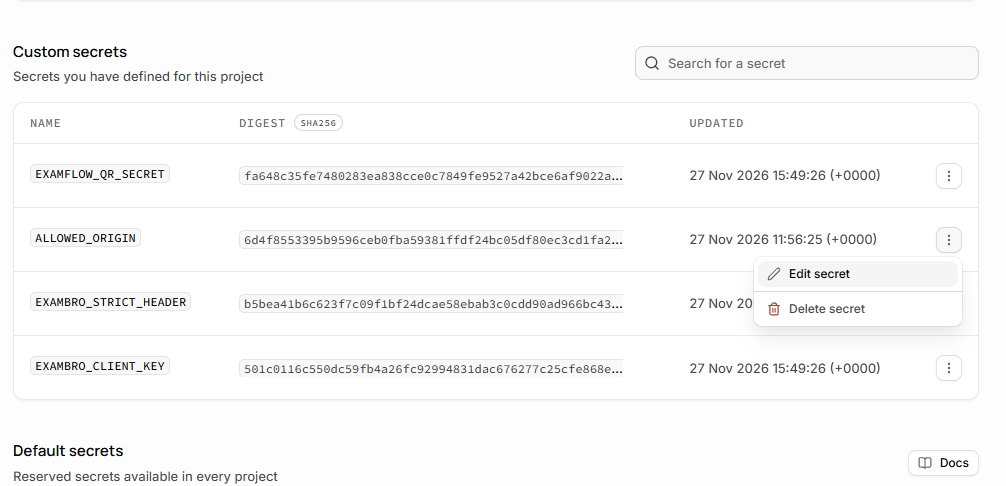 Custom secrets
Secrets you have defined for this project
Search for a secret
NAME DIGEST SHA256 UPDATED
EXAMFLOW_QR_SECRET fa648c35fe7480283ea838cce0c7849fe9527a42bce6af9022a... 27 Nov 2026 15:49:26 (+0000)
ALLOWED_ORIGIN 6d4f8553395b9596ceb0fba59381ffdf24bc05df80ec3cd1fa2... 27 Nov 2026 11:56:25 (+0000)
Edit secret
EXAMBRO_STRICT_HEADER b5bea41b6c623f7c09f1bf24dcae58ebab3c0cdd90ad966bc43... 27 Nov 20
Delete secret
EXAMBRO_CLIENT_KEY 501c0116c550dc59fb4a26fc92994831dac676277c25cfe868e... 27 Nov 2026 15:49:26 (+0000)
Default secrets
Reserved secrets available in every project
Docs